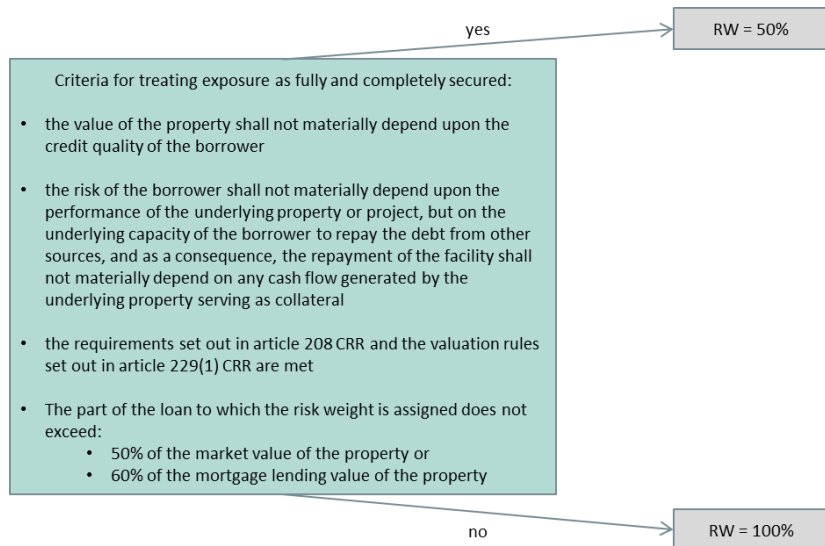 yes
RW = 50%
Criteria for treating exposure as fully and completely secured:
• the value of the property shall not materially depend upon the
credit quality of the borrower
• the risk of the borrower shall not materially depend upon the
performance of the underlying property or project, but on the
underlying capacity of the borrower to repay the debt from other
sources, and as a consequence, the repayment of the facility shall
not materially depend on any cash flow generated by the
underlying property serving as collateral
• the requirements set out in article 208 CRR and the valuation rules
set out in article 229(1) CRR are met
• The part of the loan to which the risk weight is assigned does not
exceed:
• 50% of the market value of the property or
• 60% of the mortgage lending value of the property
no
RW = 100%